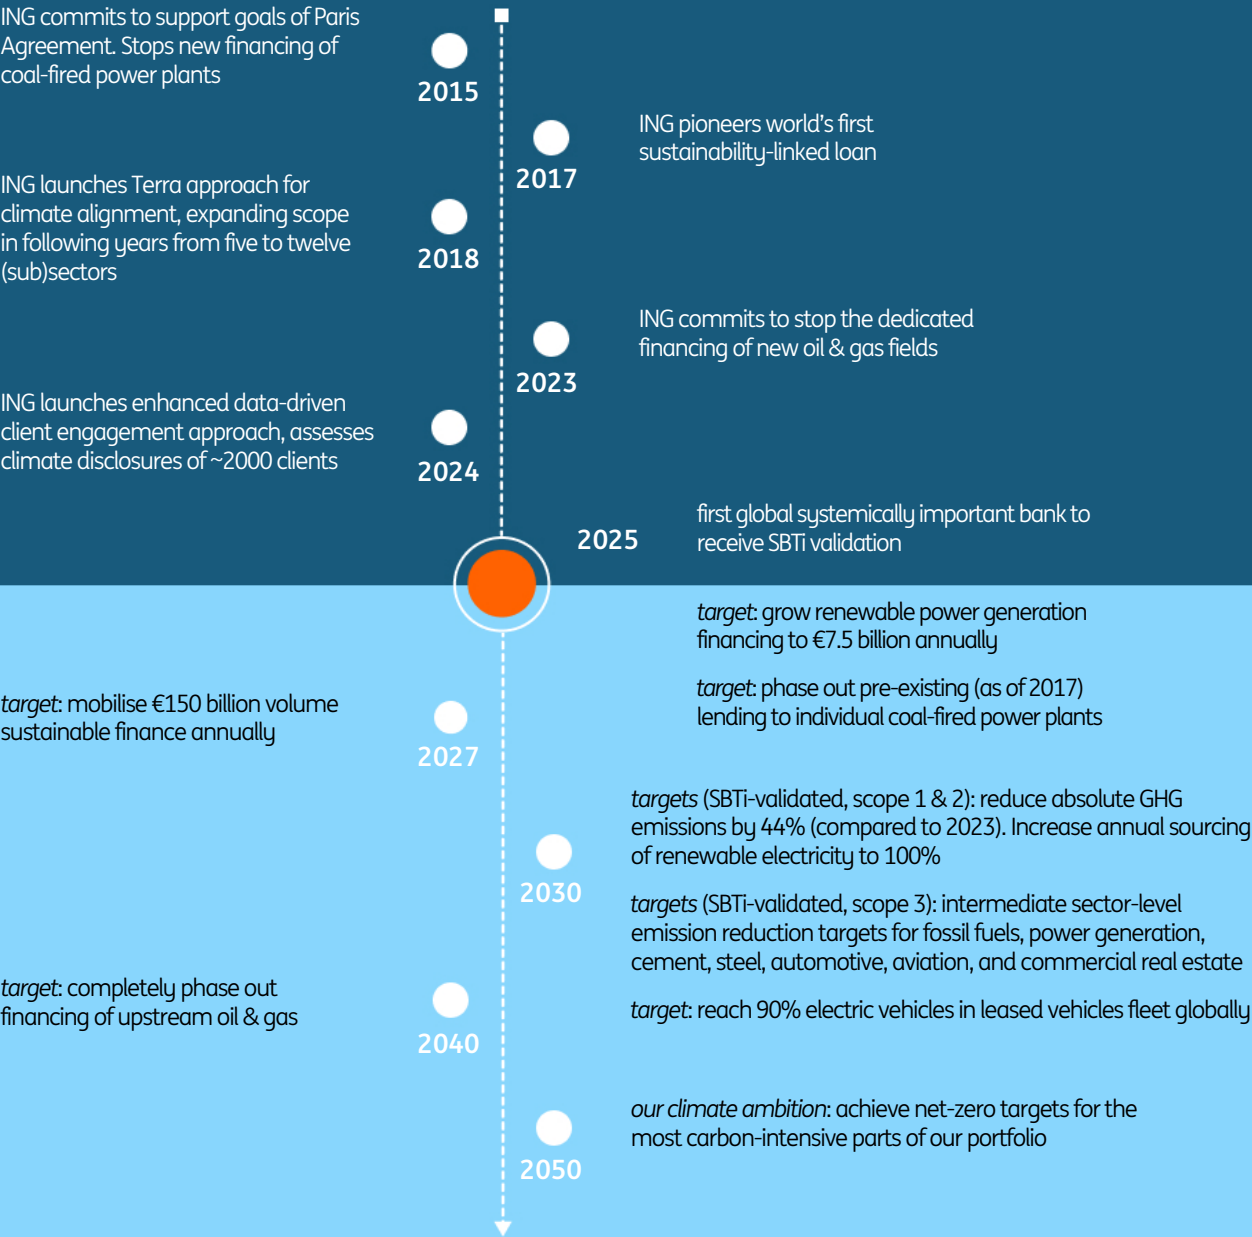 ING commits to support goals of Paris
Agreement. Stops new financing of
coal-fired power plants
2015
ING pioneers world's first
sustainability-linked loan
2017
ING launches Terra approach for
climate alignment, expanding scope
in following years from five to twelve
(sub)sectors
2018
ING commits to stop the dedicated
financing of new oil & gas fields
2023
ING launches enhanced data-driven
client engagement approach, assesses
climate disclosures of ~2000 clients
2024
2025
first global systemically important bank to
receive SBTi validation
target: grow renewable power generation
financing to €7.5 billion annually
target: phase out pre-existing (as of 2017)
lending to individual coal-fired power plants
target: mobilise €150 billion volume
sustainable finance annually
2027
targets (SBTi-validated, scope 1 & 2): reduce absolute GHG
emissions by 44% (compared to 2023). Increase annual sourcing
of renewable electricity to 100%
2030
targets (SBTi-validated, scope 3): intermediate sector-level
emission reduction targets for fossil fuels, power generation,
cement, steel, automotive, aviation, and commercial real estate
target: reach 90% electric vehicles in leased vehicles fleet globally
target: completely phase out
financing of upstream oil & gas
2040
our climate ambition: achieve net-zero targets for the
most carbon-intensive parts of our portfolio
2050